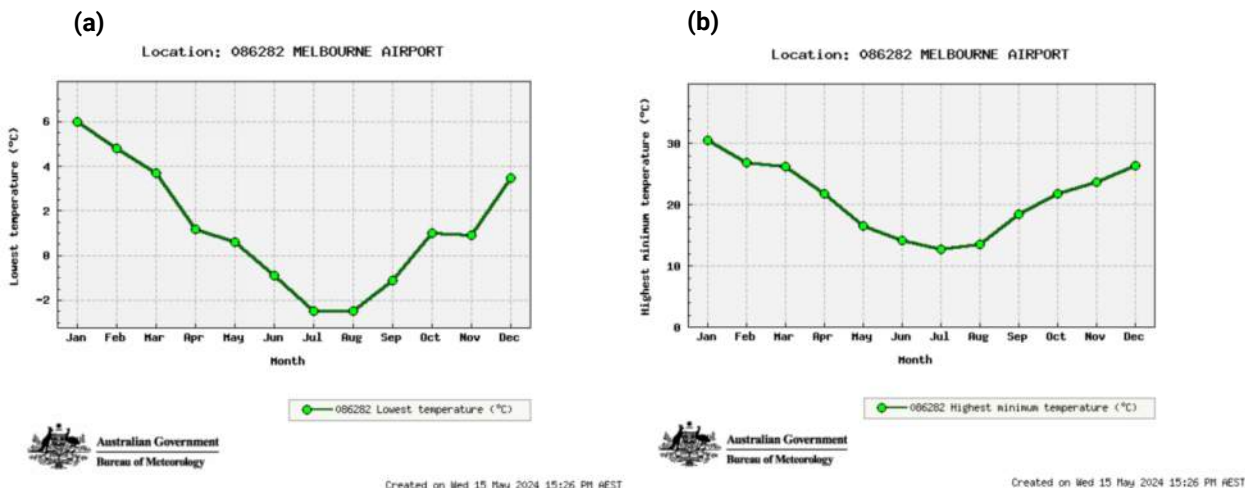 (a)
Location: 086282 MELBOURNE AIRPORT
Lowest temperature (°C)
6
4
2
0
-2
Jan Feb Mar Apr May Jun Jul Aug Sep Oct Nov Dec
Month
086282 Lowest temperature (°C)
Australian Government
Bureau of Meteorology
Created on Wed 15 May 2024 15:26 PM AEST
(b)
Location: 086282 MELBOURNE AIRPORT
Highest minimum temperature (°C)
30
20
10
0
Jan Feb Mar Apr May Jun Jul Aug Sep Oct Nov Dec
Month
086282 Highest minimum temperature (°C)
Australian Government
Bureau of Meteorology
Created on Wed 15 May 2024 15:26 PM AEST